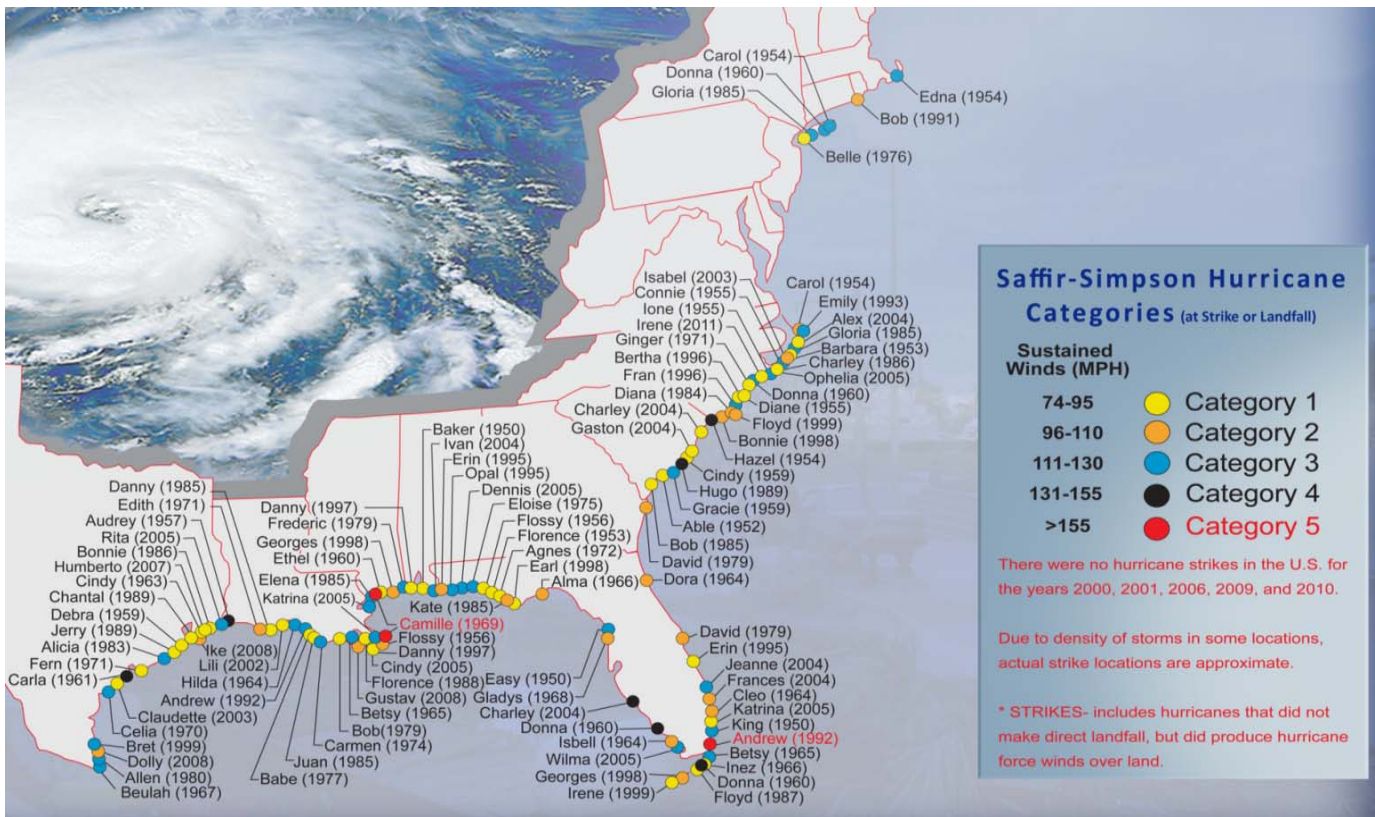 Carol (1954)
Donna (1960)
Gloria (1985)
Edna (1954)
Bob (1991)
Belle (1976)
Isabel (2003)
Connie (1955)
Ione (1955)
Irene (2011)
Ginger (1971)
Bertha (1996)
Fran (1996)
Diana (1984)
Charley (2004)
Gaston (2004)
Carol (1954)
Emily (1993)
Alex (2004)
Gloria (1985)
Barbara (1953)
Charley (1986)
Ophelia (2005)
Donna (1960)
Diane (1955)
Floyd (1999)
Bonnie (1998)
Hazel (1954)
Cindy (1959)
Hugo (1989)
Gracie (1959)
Able (1952)
Bob (1985)
David (1979)
Dora (1964)
Baker (1950)
Ivan (2004)
Erin (1995)
Opal (1995)
Dennis (2005)
Eloise (1975)
Flossy (1956)
Florence (1953)
Agnes (1972)
Earl (1998)
Alma (1966)
Kate (1985)
Danny (1997)
Frederic (1979)
Georges (1998)
Ethel (1960)
Elena (1985)
Katrina (2005)
Camille (1969)
Flossy (1956)
Danny (1997)
Cindy (2005)
Florence (1988)
Gustav (2008)
Betsy (1965)
Bob(1979)
Carmen (1974)
Juan (1985)
Babe (1977)
Andrew (1992)
Hilda (1964)
Lili (2002)
Ike (2008)
Danny (1985)
Edith (1971)
Audrey (1957)
Rita (2005)
Bonnie (1986)
Humberto (2007)
Cindy (1963)
Chantal (1989)
Debra (1959)
Jerry (1989)
Alicia (1983)
Fern (1971)
Carla (1961)
Claudette (2003)
Celia (1970)
Bret (1999)
Dolly (2008)
Allen (1980)
Beulah (1967)
Easy (1950)
Gladys (1968)
Charley (2004)
Donna (1960)
Isbell (1964)
Wilma (2005)
Georges (1998)
Irene (1999)
David (1979)
Erin (1995)
Jeanne (2004)
Frances (2004)
Cleo (1964)
Katrina (2005)
King (1950)
Andrew (1992)
Betsy (1965)
Inez (1966)
Donna (1960)
Floyd (1987)
Saffir-Simpson Hurricane
Categories (at Strike or Landfall)
Sustained
Winds (MPH)
74-95 Category 1
96-110 Category 2
111-130 Category 3
131-155 Category 4
>155 Category 5
There were no hurricane strikes in the U.S. for
the years 2000, 2001, 2006, 2009, and 2010.
Due to density of storms in some locations,
actual strike locations are approximate.
* STRIKES- includes hurricanes that did not
make direct landfall, but did produce hurricane
force winds over land.